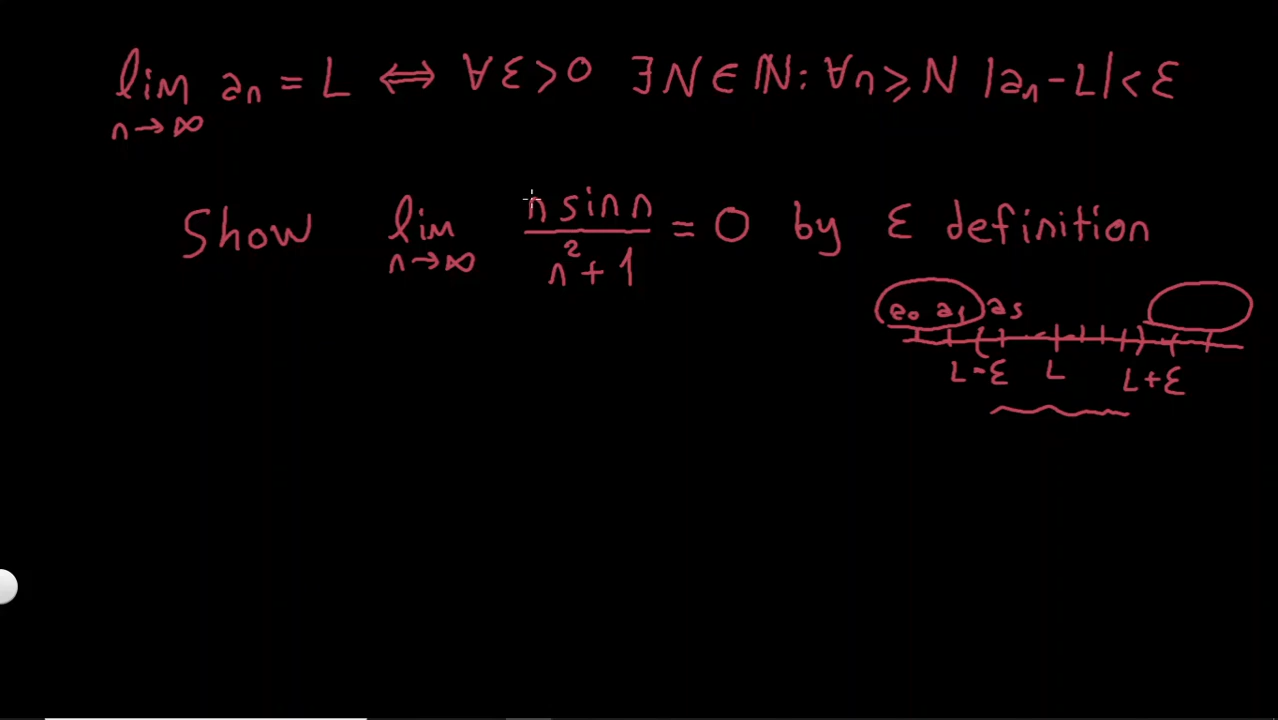 lim n→∞ aₙ = L ⇔ ∀ε>0 ∃N∈ℕ: ∀n⩾N |aₙ-L|<ε
Show lim n→∞ (n sin n)/(n²+1) = 0 by ε definition
a₀ a₁ a₅
L-ε L L+ε